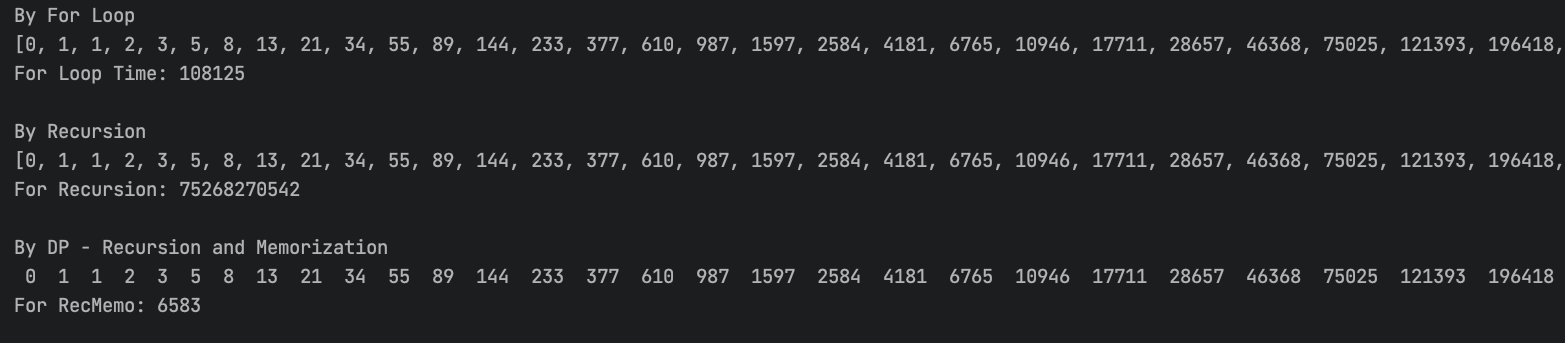 By For Loop
[0, 1, 1, 2, 3, 5, 8, 13, 21, 34, 55, 89, 144, 233, 377, 610, 987, 1597, 2584, 4181, 6765, 10946, 17711, 28657, 46368, 75025, 121393, 196418,
For Loop Time: 108125
By Recursion
[0, 1, 1, 2, 3, 5, 8, 13, 21, 34, 55, 89, 144, 233, 377, 610, 987, 1597, 2584, 4181, 6765, 10946, 17711, 28657, 46368, 75025, 121393, 196418,
For Recursion: 75268270542
By DP - Recursion and Memorization
0 1 1 2 3 5 8 13 21 34 55 89 144 233 377 610 987 1597 2584 4181 6765 10946 17711 28657 46368 75025 121393 196418
For RecMemo: 6583